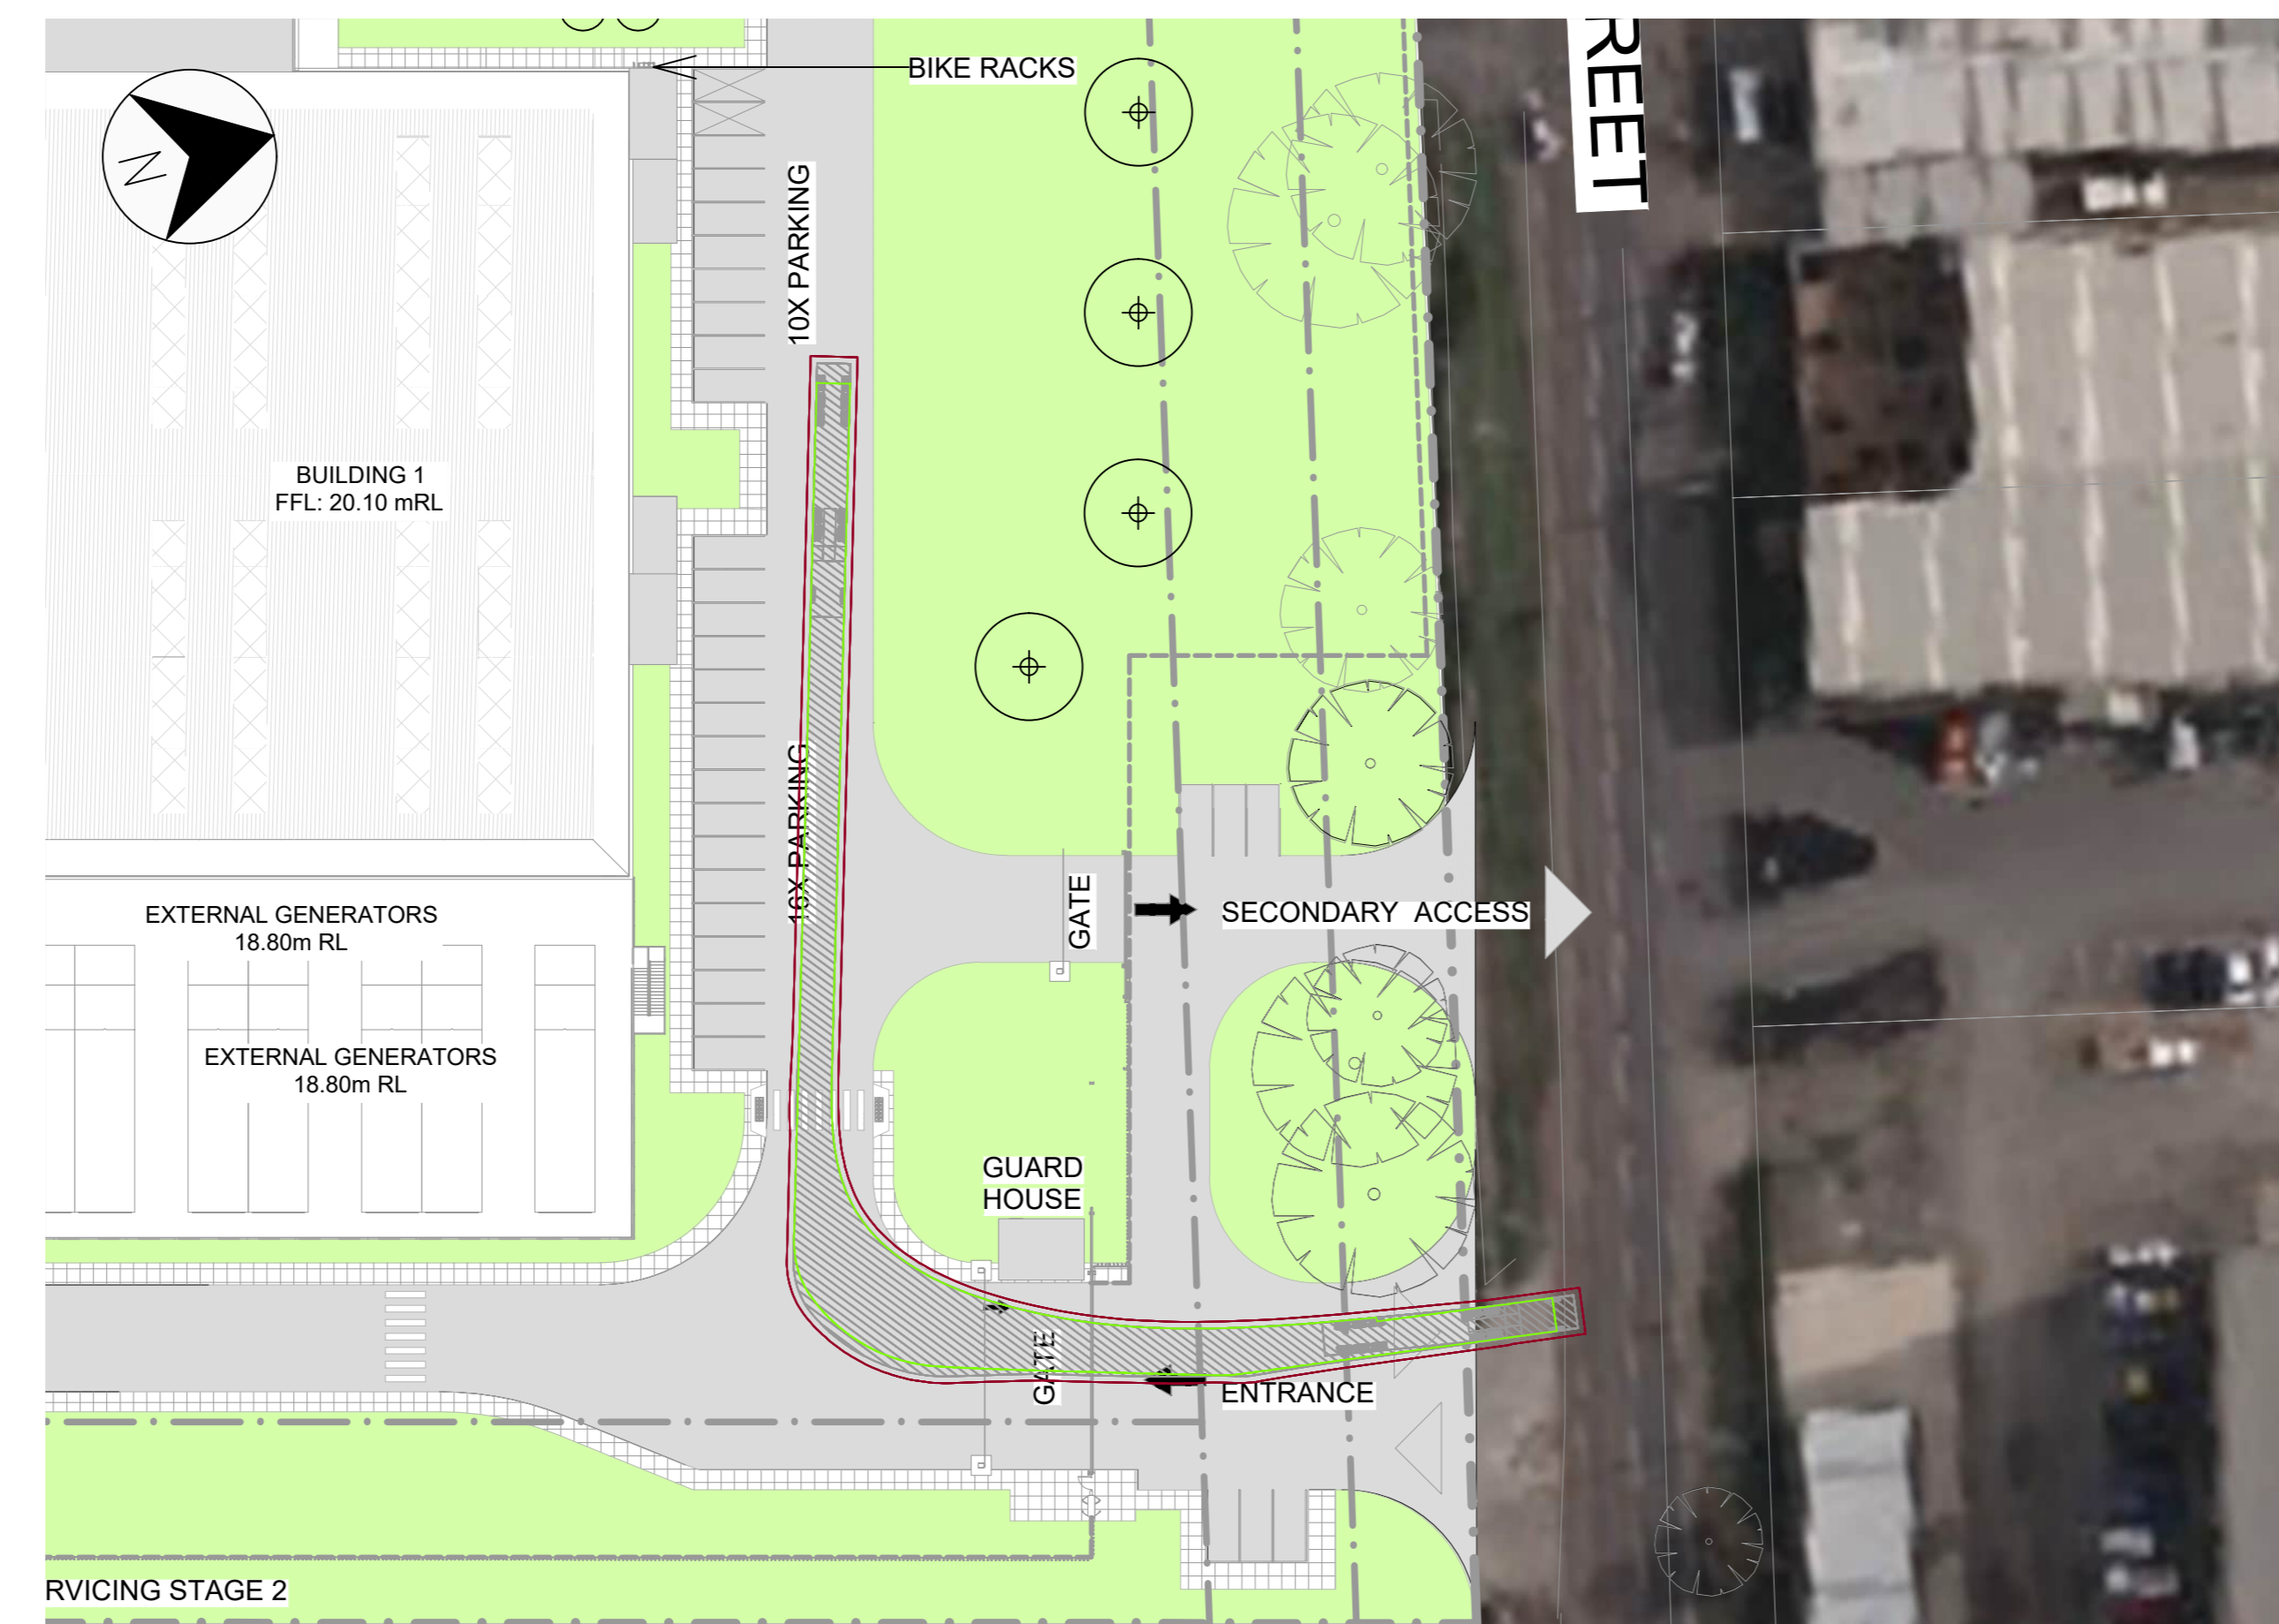 BIKE RACKS
REET
N
10X PARKING
BUILDING 1
FFL: 20.10 mRL
16X PARKING
EXTERNAL GENERATORS
18.80m RL
GATE
SECONDARY ACCESS
EXTERNAL GENERATORS
18.80m RL
GUARD
HOUSE
GATE
ENTRANCE
RVICING STAGE 2